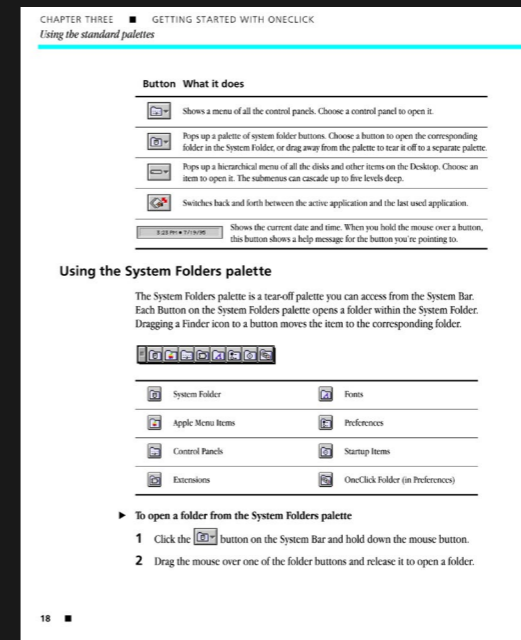 CHAPTER THREE ■ GETTING STARTED WITH ONECLICK
Using the standard palettes
Button What it does
Shows a menu of all the control panels. Choose a control panel to open it.
Pops up a palette of system folder buttons. Choose a button to open the corresponding
folder in the System Folder, or drag away from the palette to tear it off to a separate palette.
Pops up a hierarchical menu of all the disks and other items on the Desktop. Choose an
item to open it. The submenus can cascade up to five levels deep.
Switches back and forth between the active application and the last used application.
Shows the current date and time. When you hold the mouse over a button,
this button shows a help message for the button you're pointing to.
Using the System Folders palette
The System Folders palette is a tear-off palette you can access from the System Bar.
Each Button on the System Folders palette opens a folder within the System Folder.
Dragging a Finder icon to a button moves the item to the corresponding folder.
System Folder Fonts
Apple Menu Items Preferences
Control Panels Startup Items
Extensions OneClick Folder (in Preferences)
▶ To open a folder from the System Folders palette
1 Click the button on the System Bar and hold down the mouse button.
2 Drag the mouse over one of the folder buttons and release it to open a folder.
18 ■